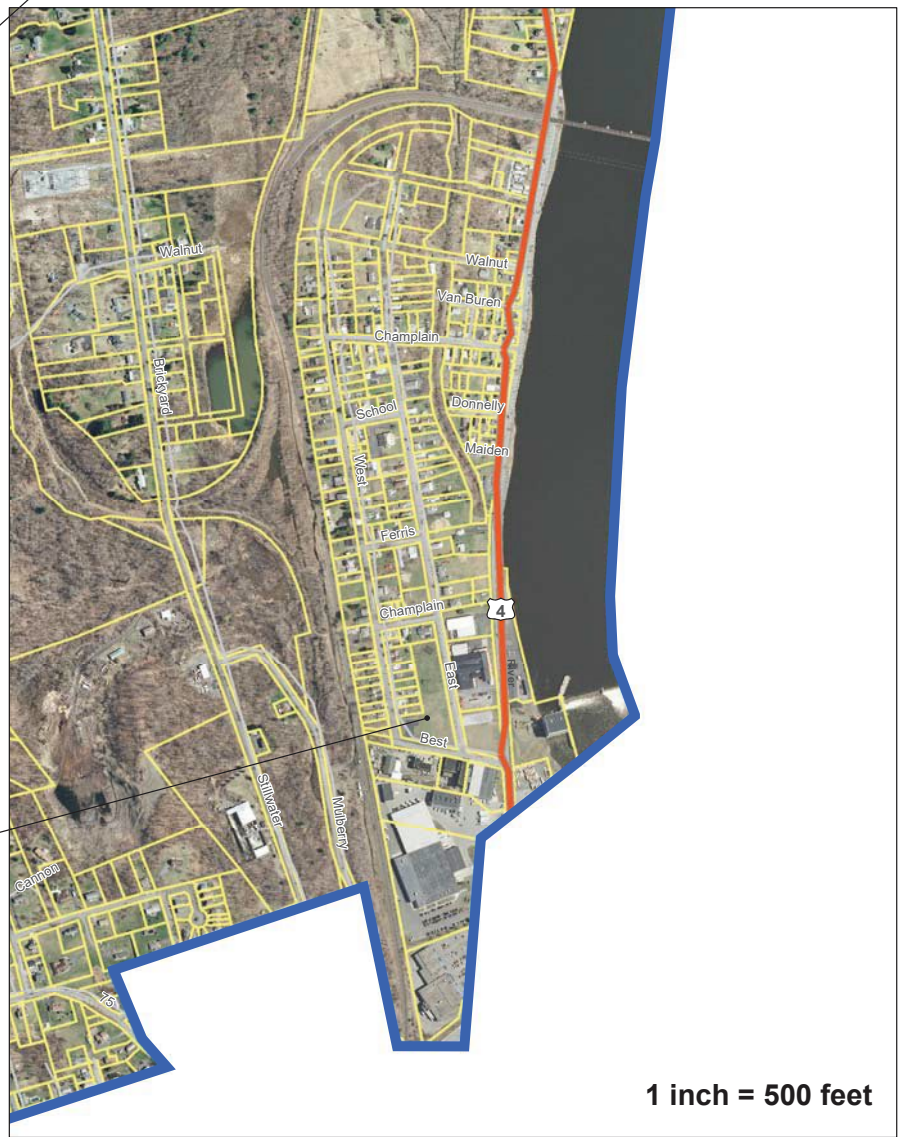 Walnut
Walnut
Van Buren
Champlain
Brickyard
Donnelly
School
Maiden
West
Ferris
4
Champlain
River
East
Best
Stillwater
Mulberry
Cannon
75
1 inch = 500 feet